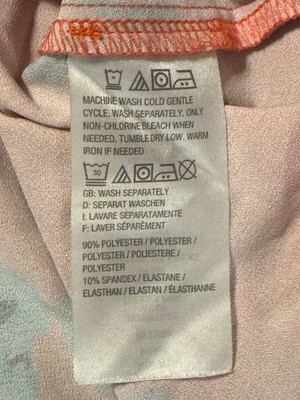 MACHINE WASH COLD GENTLE
CYCLE, WASH SEPARATELY, ONLY
NON-CHLORINE BLEACH WHEN
NEEDED, TUMBLE DRY LOW, WARM
IRON IF NEEDED
30
GB: WASH SEPARATELY
D: SEPARAT WASCHEN
I: LAVARE SEPARATAMENTE
F: LAVER SÉPARÉMENT
90% POLYESTER / POLYESTER /
POLYESTER / POLIESTERE /
POLYESTER
10% SPANDEX / ELASTANE /
ELASTHAN / ELASTAN / ÉLASTHANNE